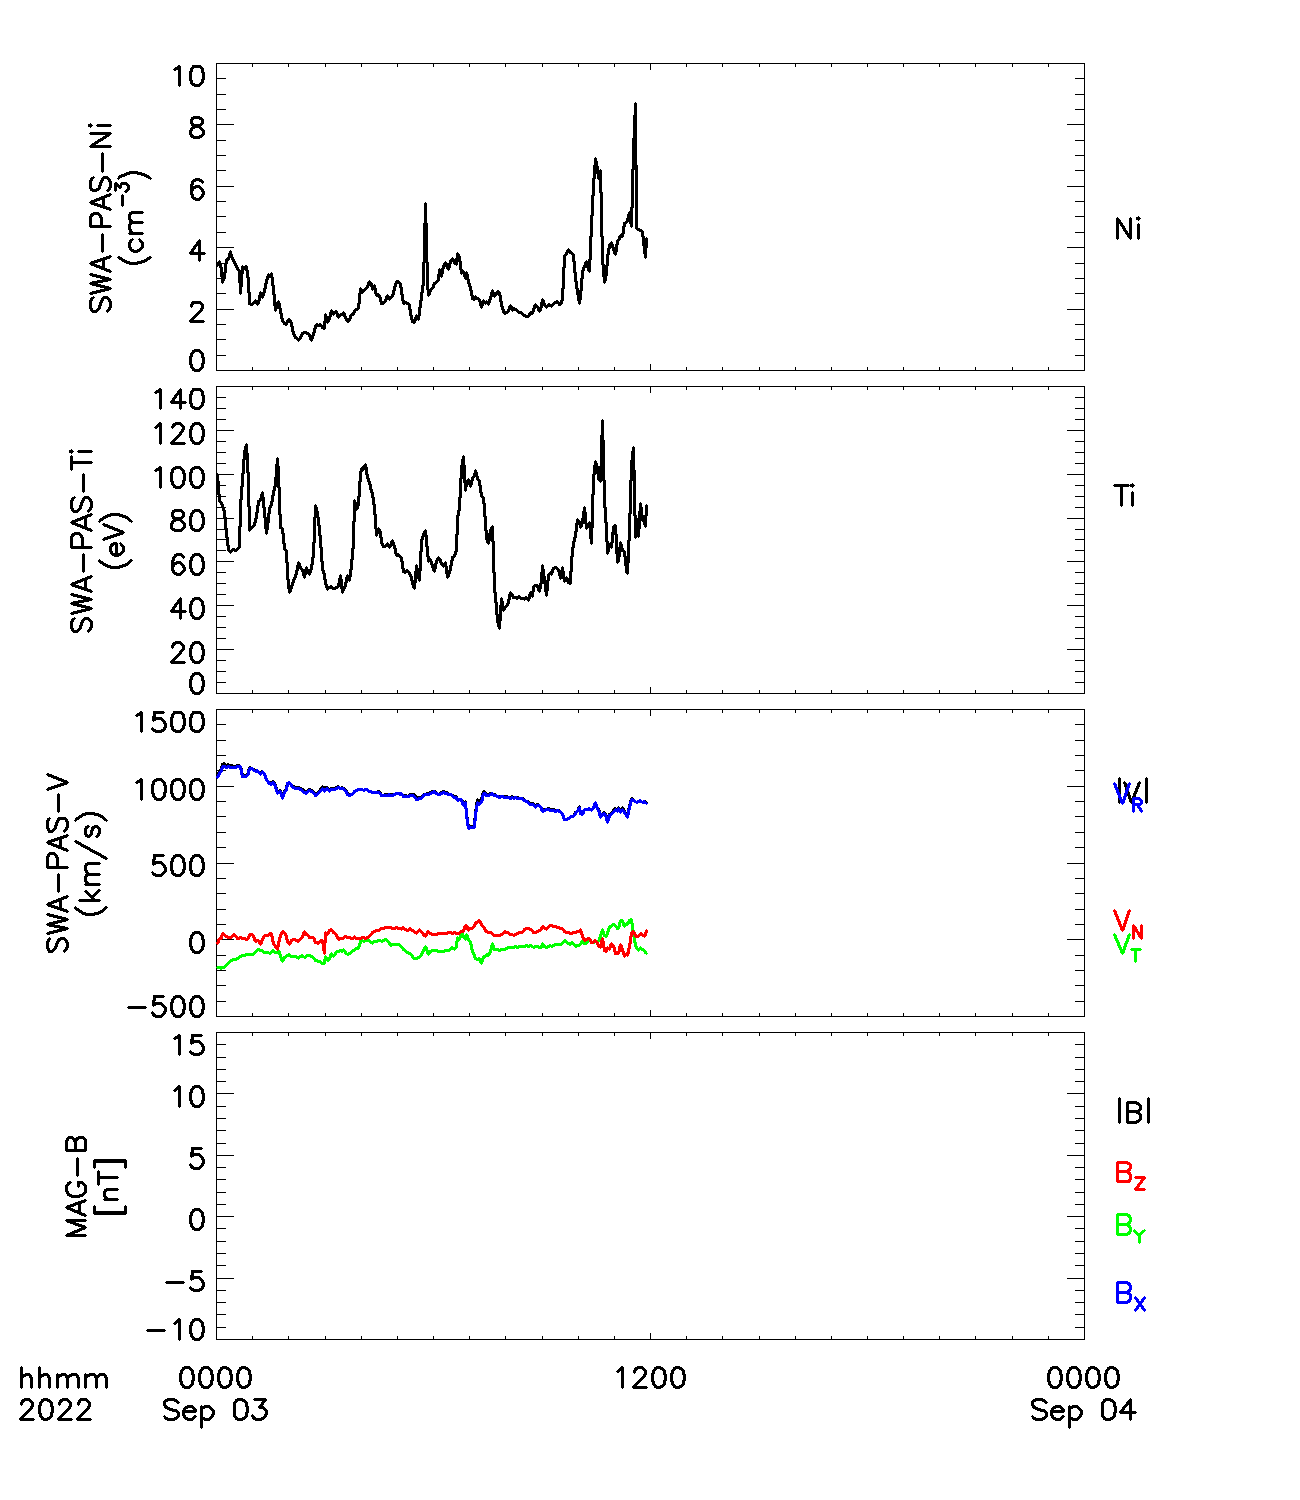 SWA-PAS-Ni
(cm⁻³)
10
8
6
4
2
0
Ni
SWA-PAS-Ti
(eV)
140
120
100
80
60
40
20
0
Ti
SWA-PAS-V
(km/s)
1500
1000
500
0
-500
|V|
V_R
V_N
V_T
MAG-B
[nT]
15
10
5
0
-5
-10
|B|
B_Z
B_Y
B_X
hhmm 0000 1200 0000
2022 Sep 03 Sep 04